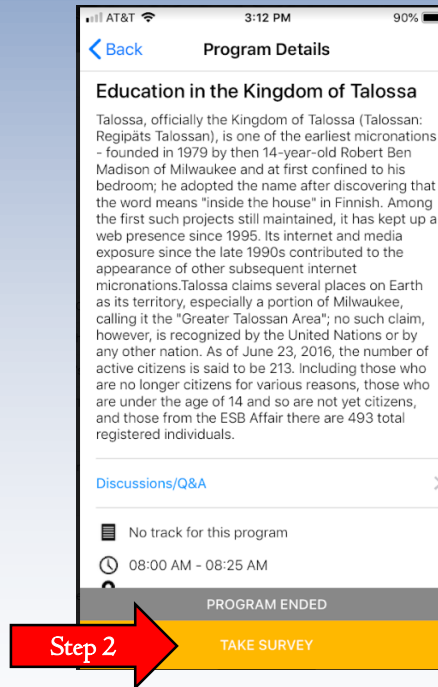 AT&T 3:12 PM 90%
Back Program Details
Education in the Kingdom of Talossa
Talossa, officially the Kingdom of Talossa (Talossan:
Regipäts Talossan), is one of the earliest micronations
- founded in 1979 by then 14-year-old Robert Ben
Madison of Milwaukee and at first confined to his
bedroom; he adopted the name after discovering that
the word means "inside the house" in Finnish. Among
the first such projects still maintained, it has kept up a
web presence since 1995. Its internet and media
exposure since the late 1990s contributed to the
appearance of other subsequent internet
micronations.Talossa claims several places on Earth
as its territory, especially a portion of Milwaukee,
calling it the "Greater Talossan Area"; no such claim,
however, is recognized by the United Nations or by
any other nation. As of June 23, 2016, the number of
active citizens is said to be 213. Including those who
are no longer citizens for various reasons, those who
are under the age of 14 and so are not yet citizens,
and those from the ESB Affair there are 493 total
registered individuals.
Discussions/Q&A
No track for this program
08:00 AM - 08:25 AM
PROGRAM ENDED
Step 2
TAKE SURVEY